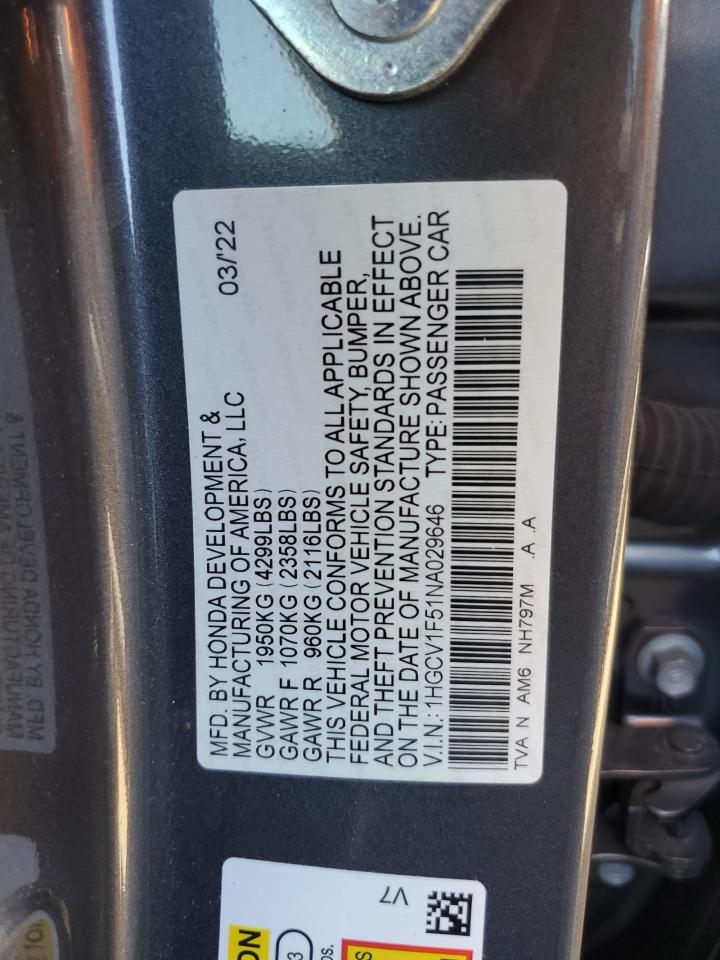 MFD. BY HONDA DEVELOPMENT &
MANUFACTURING OF AMERICA, LLC 03/'22
GVWR 1950KG (4299LBS)
GAWR F 1070KG (2358LBS)
GAWR R 960KG (2116LBS)
THIS VEHICLE CONFORMS TO ALL APPLICABLE
FEDERAL MOTOR VEHICLE SAFETY, BUMPER,
AND THEFT PREVENTION STANDARDS IN EFFECT
ON THE DATE OF MANUFACTURE SHOWN ABOVE.
V.I.N.: 1HGCV1F51NA029646 TYPE:PASSENGER CAR
TVA N AM6 NH797M .A .A
V7